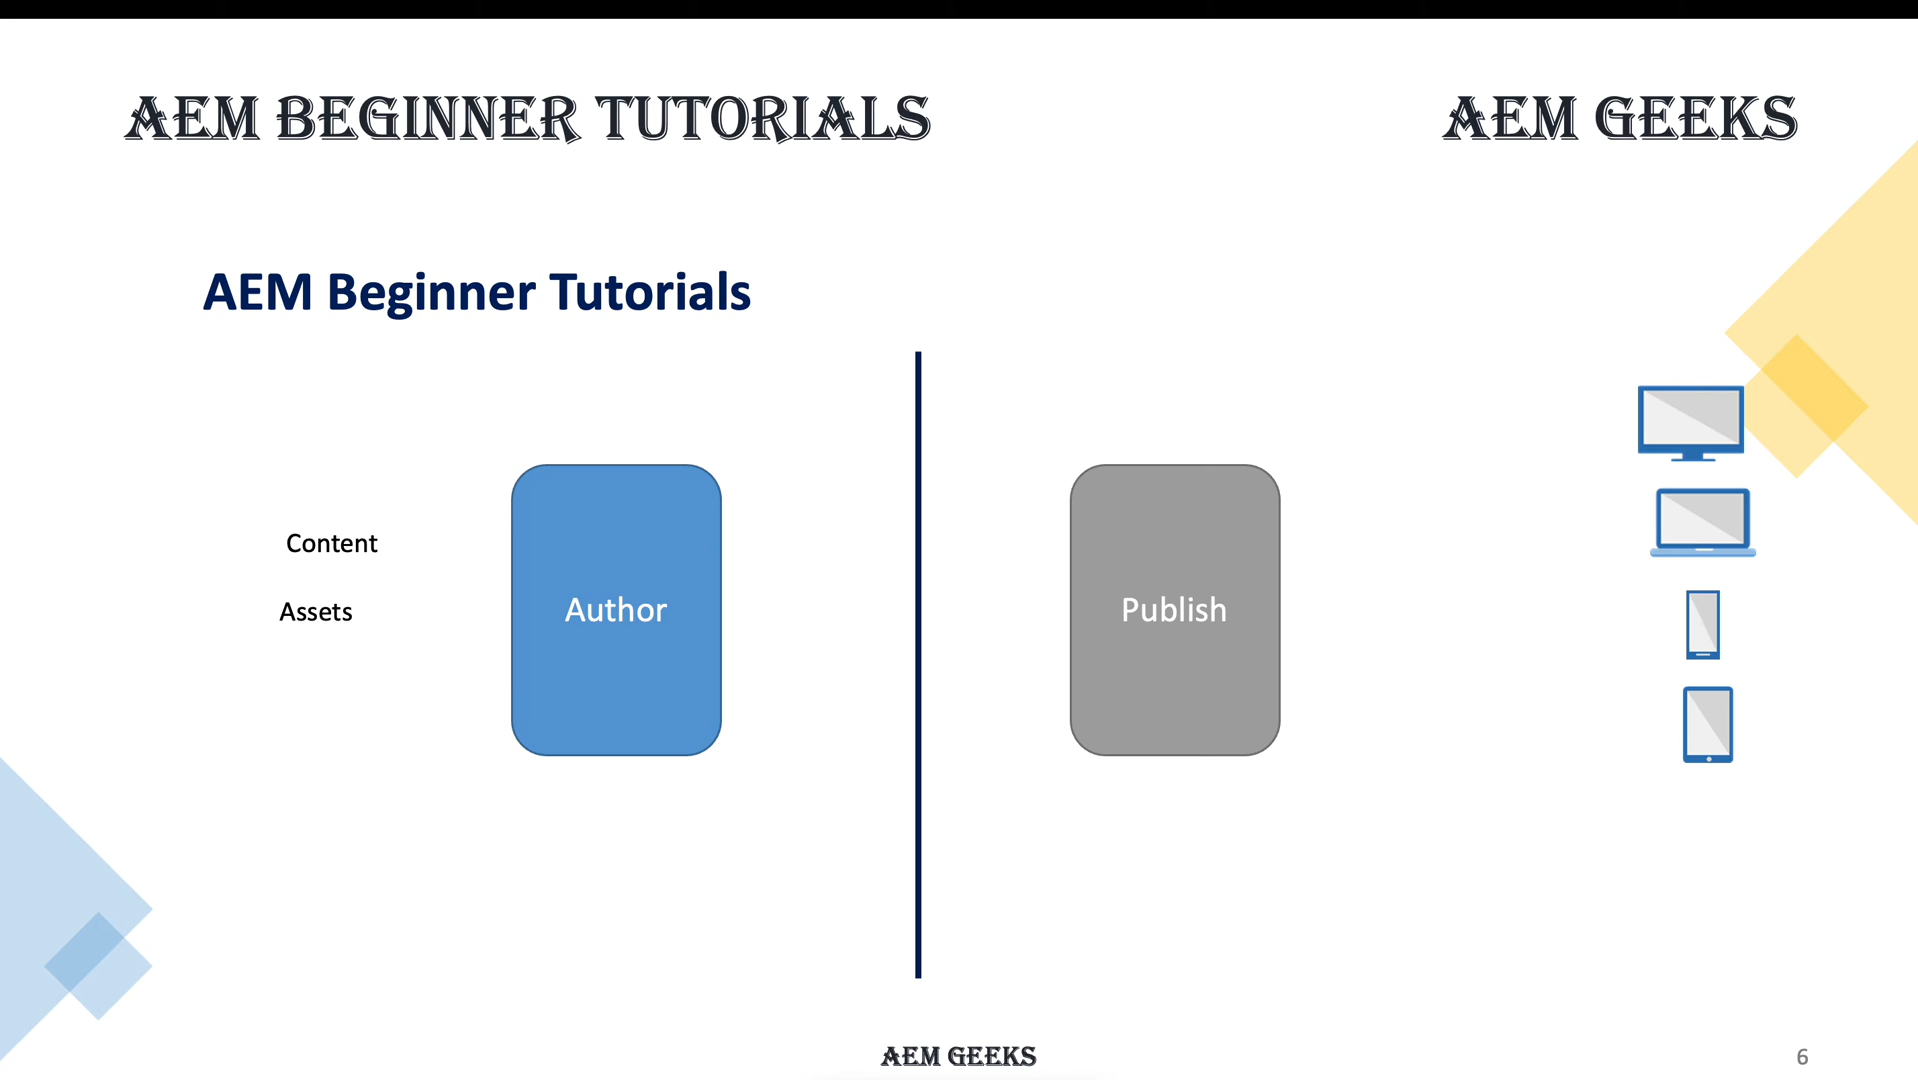 AEM BEGINNER TUTORIALS
AEM GEEKS
AEM Beginner Tutorials
Content
Assets
Author
Publish
AEM GEEKS
6